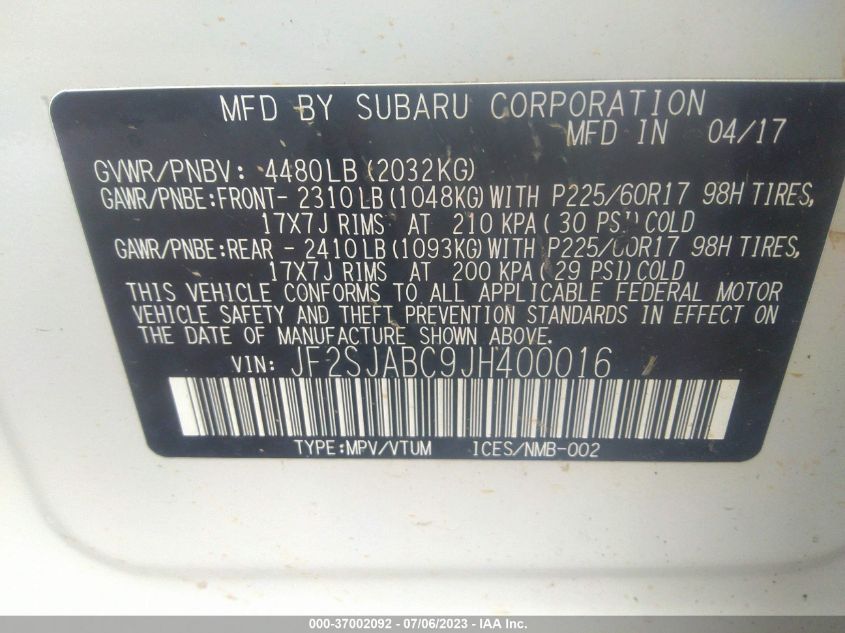 MFD BY SUBARU CORPORATION
MFD IN 04/17
GVWR/PNBV: 4480LB (2032KG)
GAWR/PNBE:FRONT- 2310LB (1048KG) WITH P225/60R17 98H TIRES,
17X7J RIMS AT 210 KPA (30 PSI) COLD
GAWR/PNBE:REAR - 2410LB (1093KG) WITH P225/60R17 98H TIRES,
17X7J RIMS AT 200 KPA (29 PSI) COLD
THIS VEHICLE CONFORMS TO ALL APPLICABLE FEDERAL MOTOR
VEHICLE SAFETY AND THEFT PREVENTION STANDARDS IN EFFECT ON
THE DATE OF MANUFACTURE SHOWN ABOVE.
VIN: JF2SJABC9JH400016
TYPE:MPV/VTUM ICES/NMB-002
000-37002092 - 07/06/2023 - © IAA, Inc.